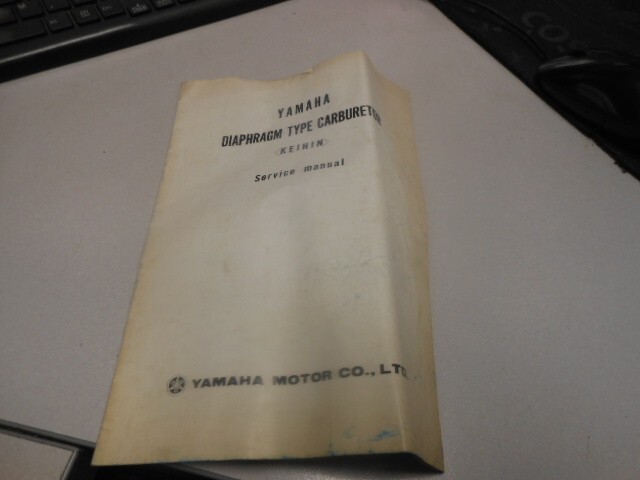 YAMAHA
DIAPHRAGM TYPE CARBURETOR
<KEIHIN>
Service manual
YAMAHA MOTOR CO., LTD